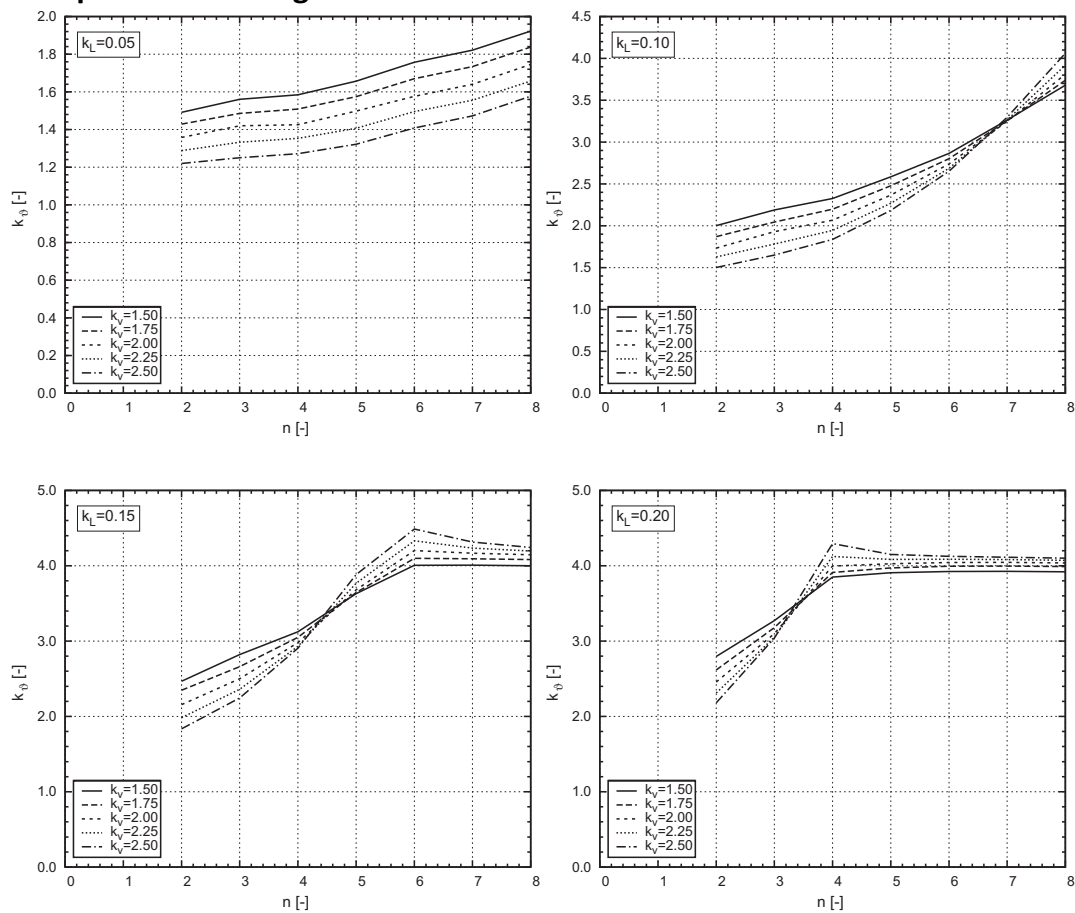 k_L=0.05
2.0
1.8
1.6
1.4
1.2
1.0
0.8
0.6
0.4
0.2
0.0
k_ϑ [-]
k_v=1.50
k_v=1.75
k_v=2.00
k_v=2.25
k_v=2.50
0 1 2 3 4 5 6 7 8
n [-]
k_L=0.10
4.5
4.0
3.5
3.0
2.5
2.0
1.5
1.0
0.5
0.0
k_ϑ [-]
k_v=1.50
k_v=1.75
k_v=2.00
k_v=2.25
k_v=2.50
0 1 2 3 4 5 6 7 8
n [-]
k_L=0.15
5.0
4.0
3.0
2.0
1.0
0.0
k_ϑ [-]
k_v=1.50
k_v=1.75
k_v=2.00
k_v=2.25
k_v=2.50
0 1 2 3 4 5 6 7 8
n [-]
k_L=0.20
5.0
4.0
3.0
2.0
1.0
0.0
k_ϑ [-]
k_v=1.50
k_v=1.75
k_v=2.00
k_v=2.25
k_v=2.50
0 1 2 3 4 5 6 7 8
n [-]